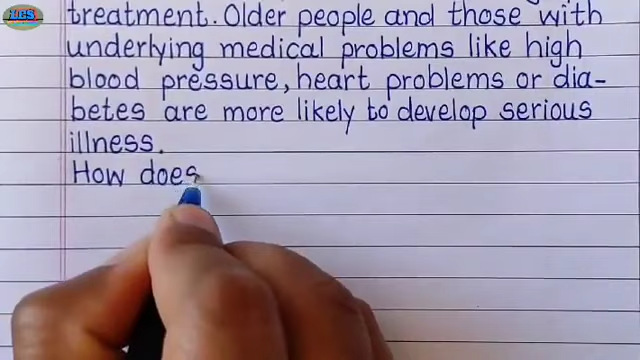 treatment. Older people and those with
underlying medical problems like high
blood pressure, heart problems or dia-
betes are more likely to develop serious
illness.
How does